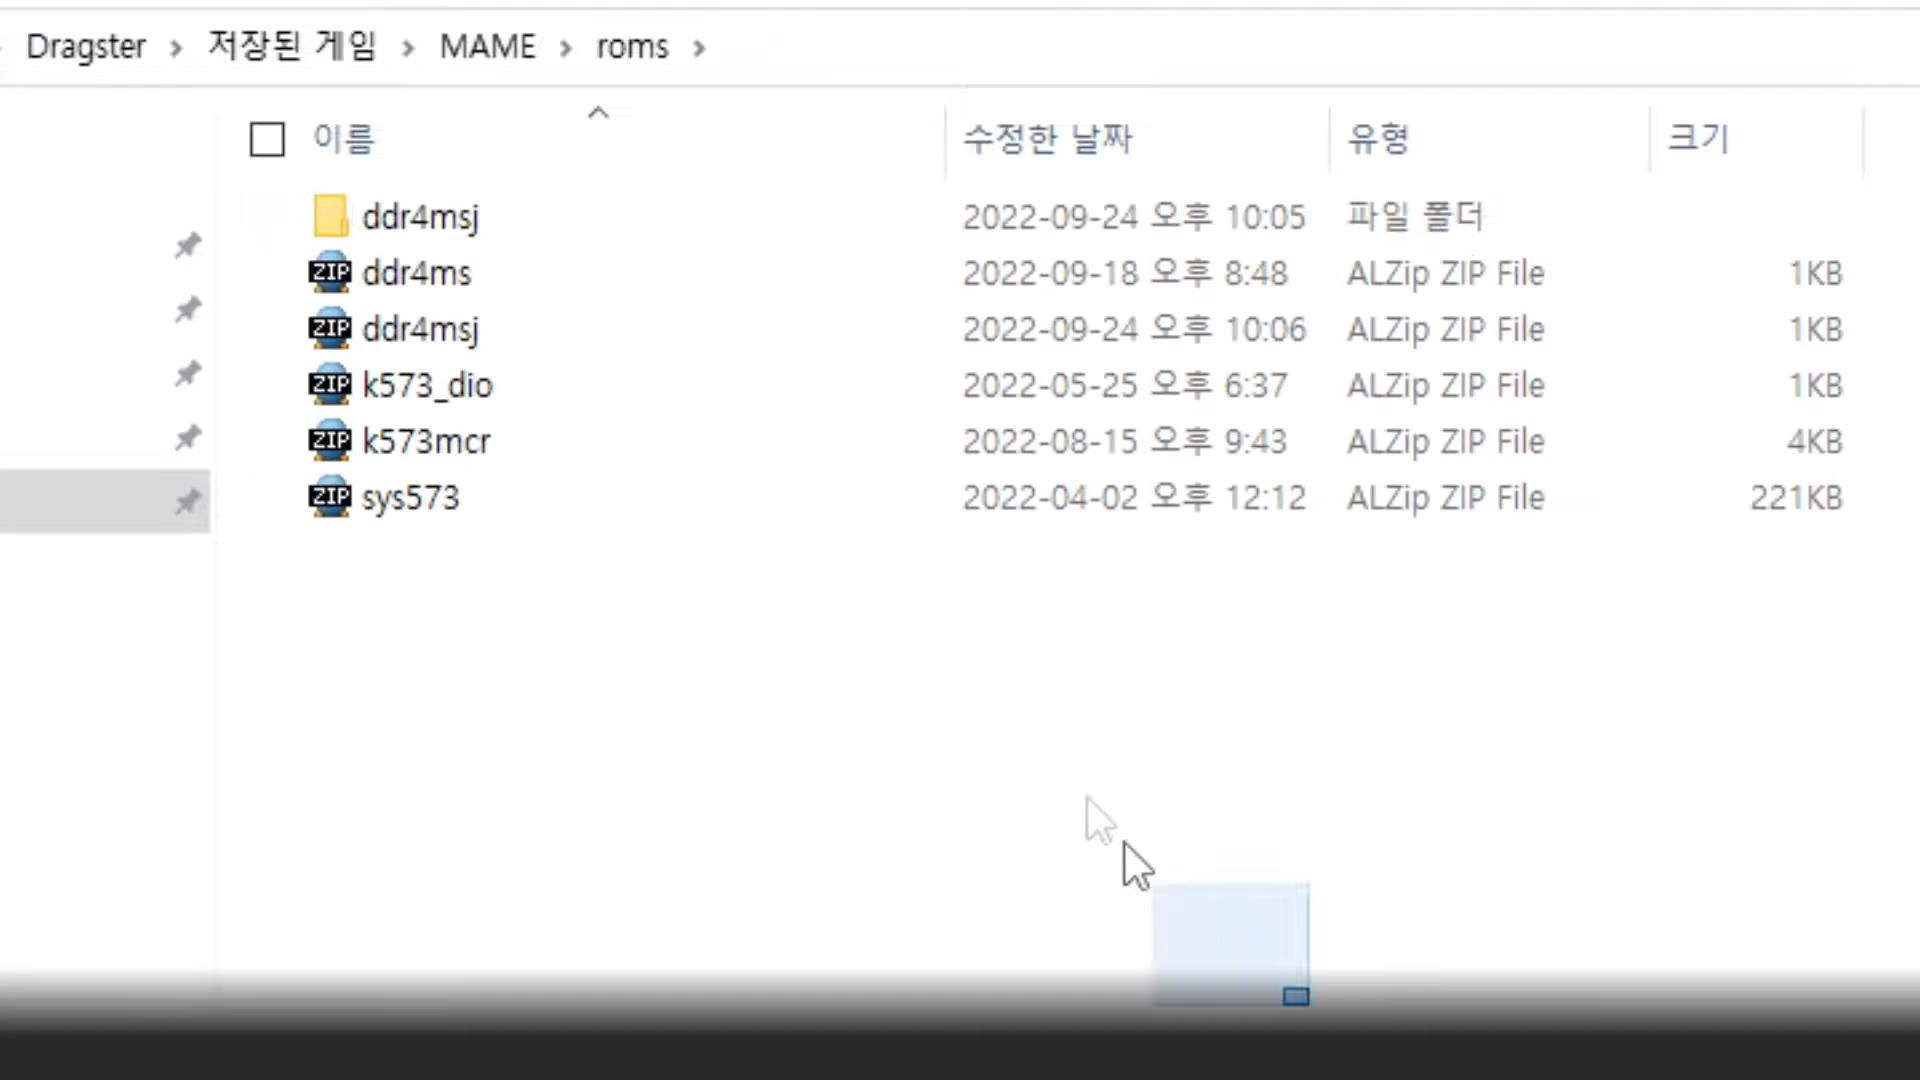 Dragster > 저장된 게임 > MAME > roms >
이름 수정한 날짜 유형 크기
ddr4msj 2022-09-24 오후 10:05 파일 폴더
ZIP ddr4ms 2022-09-18 오후 8:48 ALZip ZIP File 1KB
ZIP ddr4msj 2022-09-24 오후 10:06 ALZip ZIP File 1KB
ZIP k573_dio 2022-05-25 오후 6:37 ALZip ZIP File 1KB
ZIP k573mcr 2022-08-15 오후 9:43 ALZip ZIP File 4KB
ZIP sys573 2022-04-02 오후 12:12 ALZip ZIP File 221KB